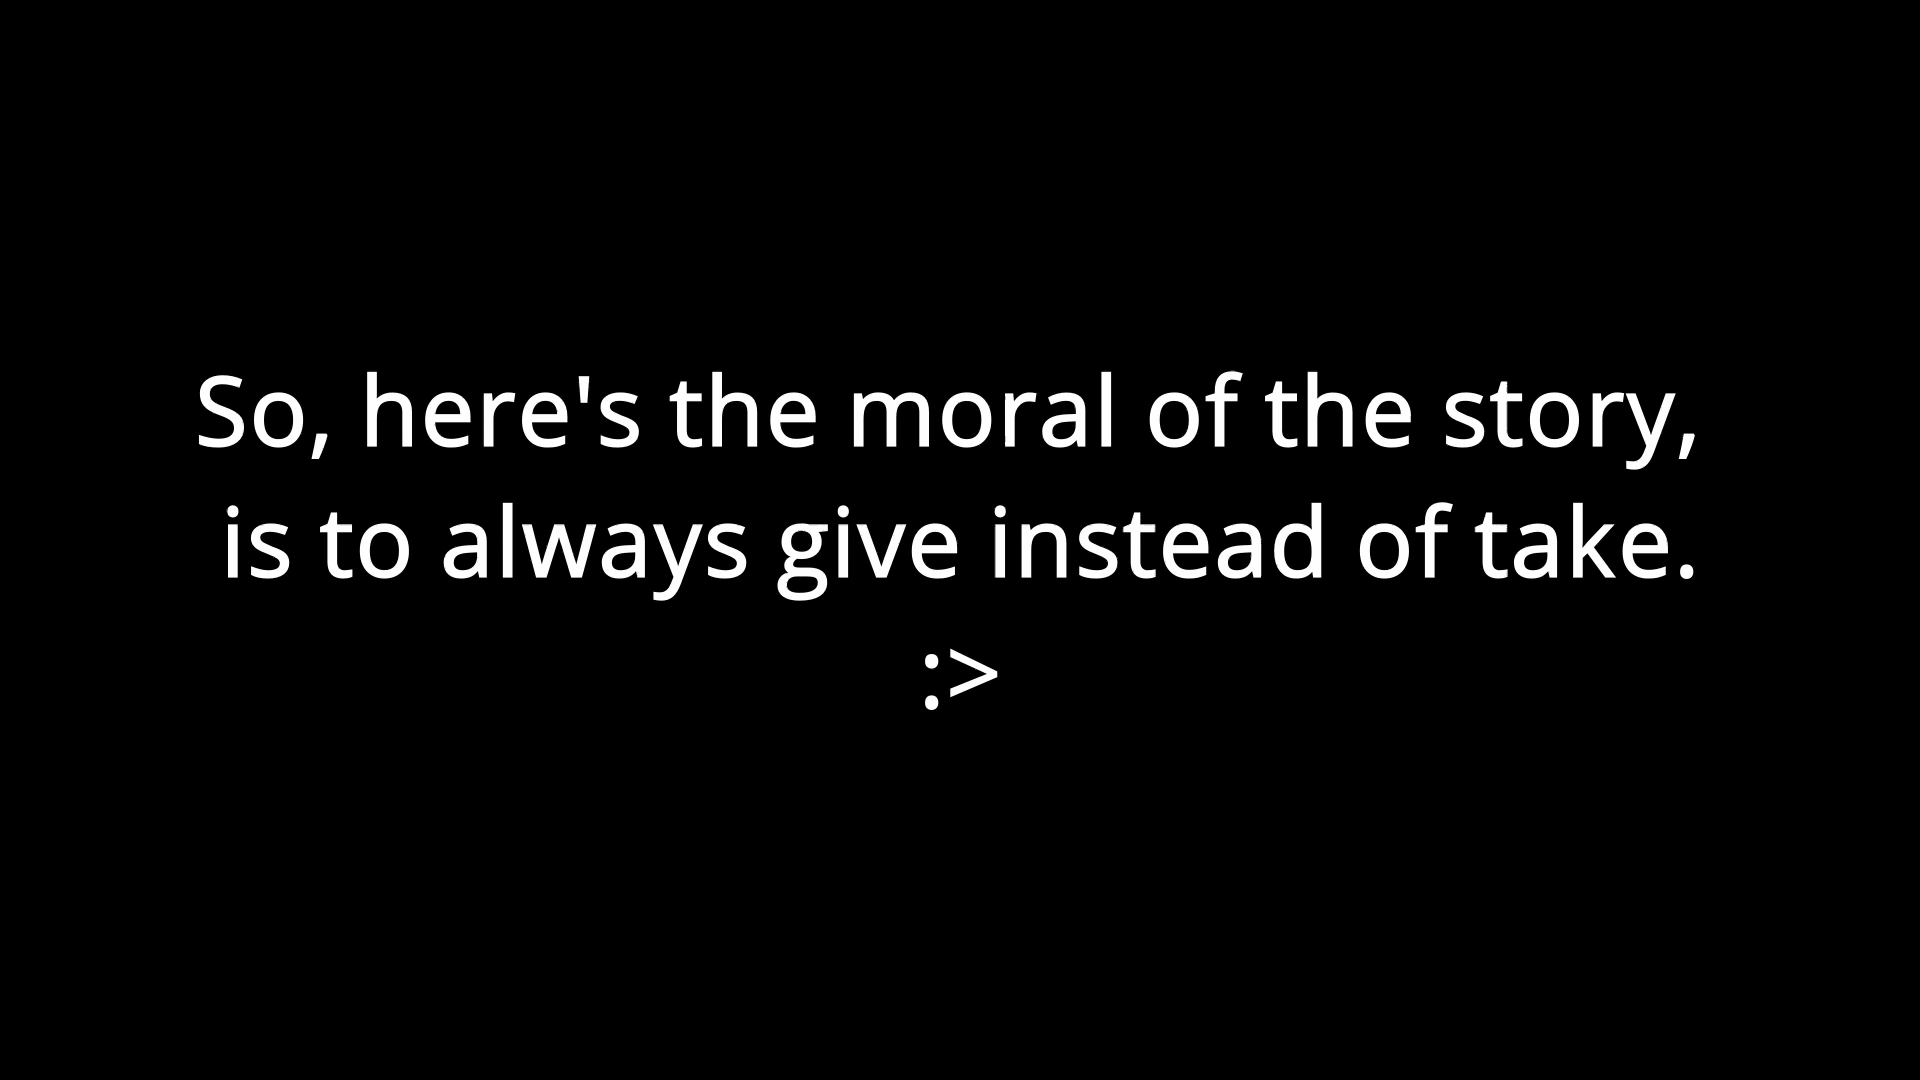 So, here's the moral of the story,
is to always give instead of take.
:>